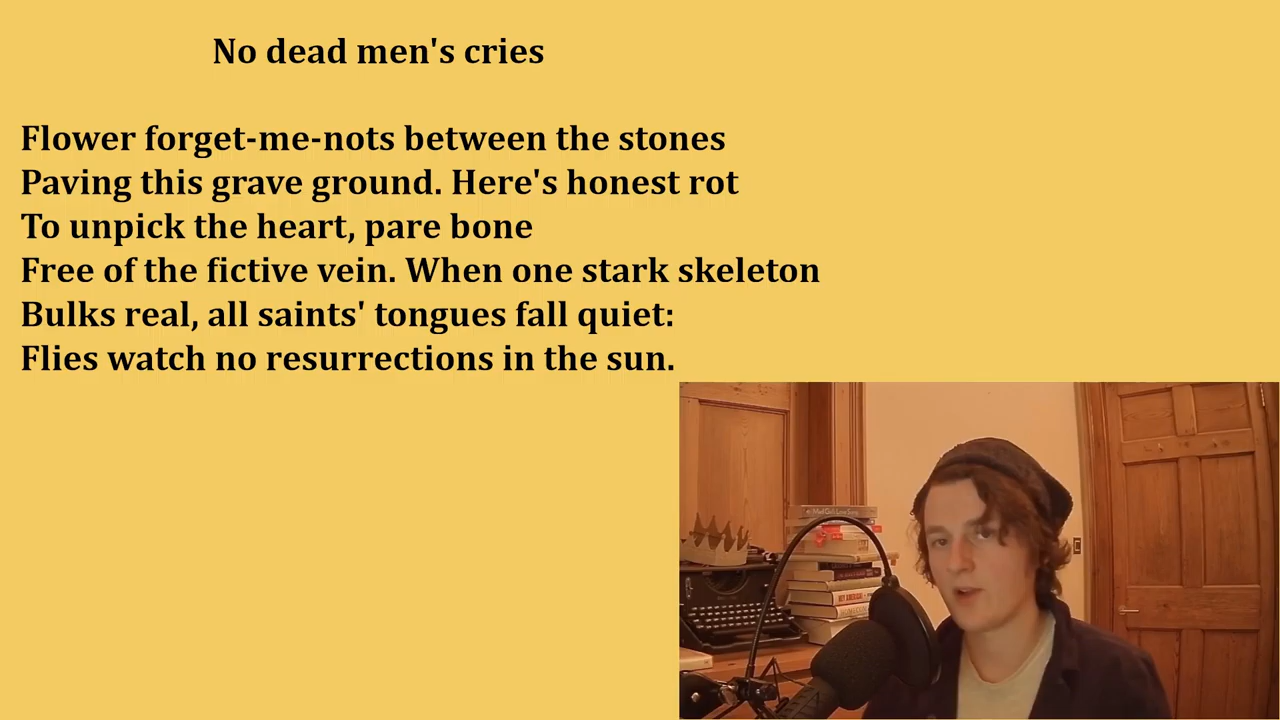 No dead men's cries
Flower forget-me-nots between the stones
Paving this grave ground. Here's honest rot
To unpick the heart, pare bone
Free of the fictive vein. When one stark skeleton
Bulks real, all saints' tongues fall quiet:
Flies watch no resurrections in the sun.